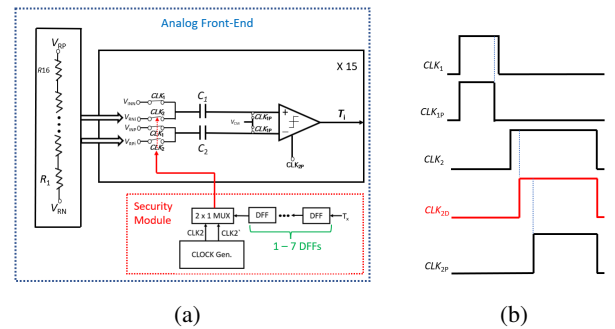 Analog Front-End
V_RP
R16
R_1
V_RN
X 15
CLK_1
C_1
CLK_1P
V_CM
CLK_1P
C_2
CLK_2P
T_i
Security Module
2 x 1 MUX
DFF
DFF
T_x
CLK2
CLK2`
1 – 7 DFFs
CLOCK Gen.
(a)
CLK_1
CLK_1P
CLK_2
CLK_2D
CLK_2P
(b)